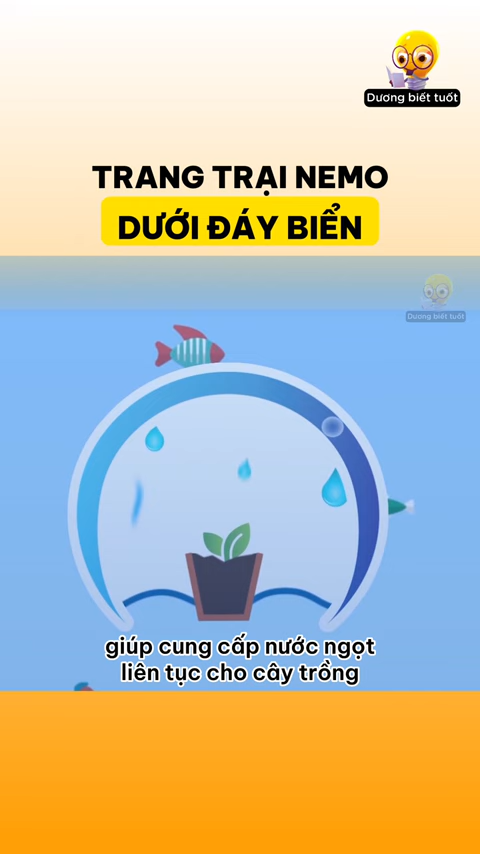 Dương biết tuốt
TRANG TRẠI NEMO
DƯỚI ĐÁY BIỂN
Dương biết tuốt
giúp cung cấp nước ngọt
liên tục cho cây trồng